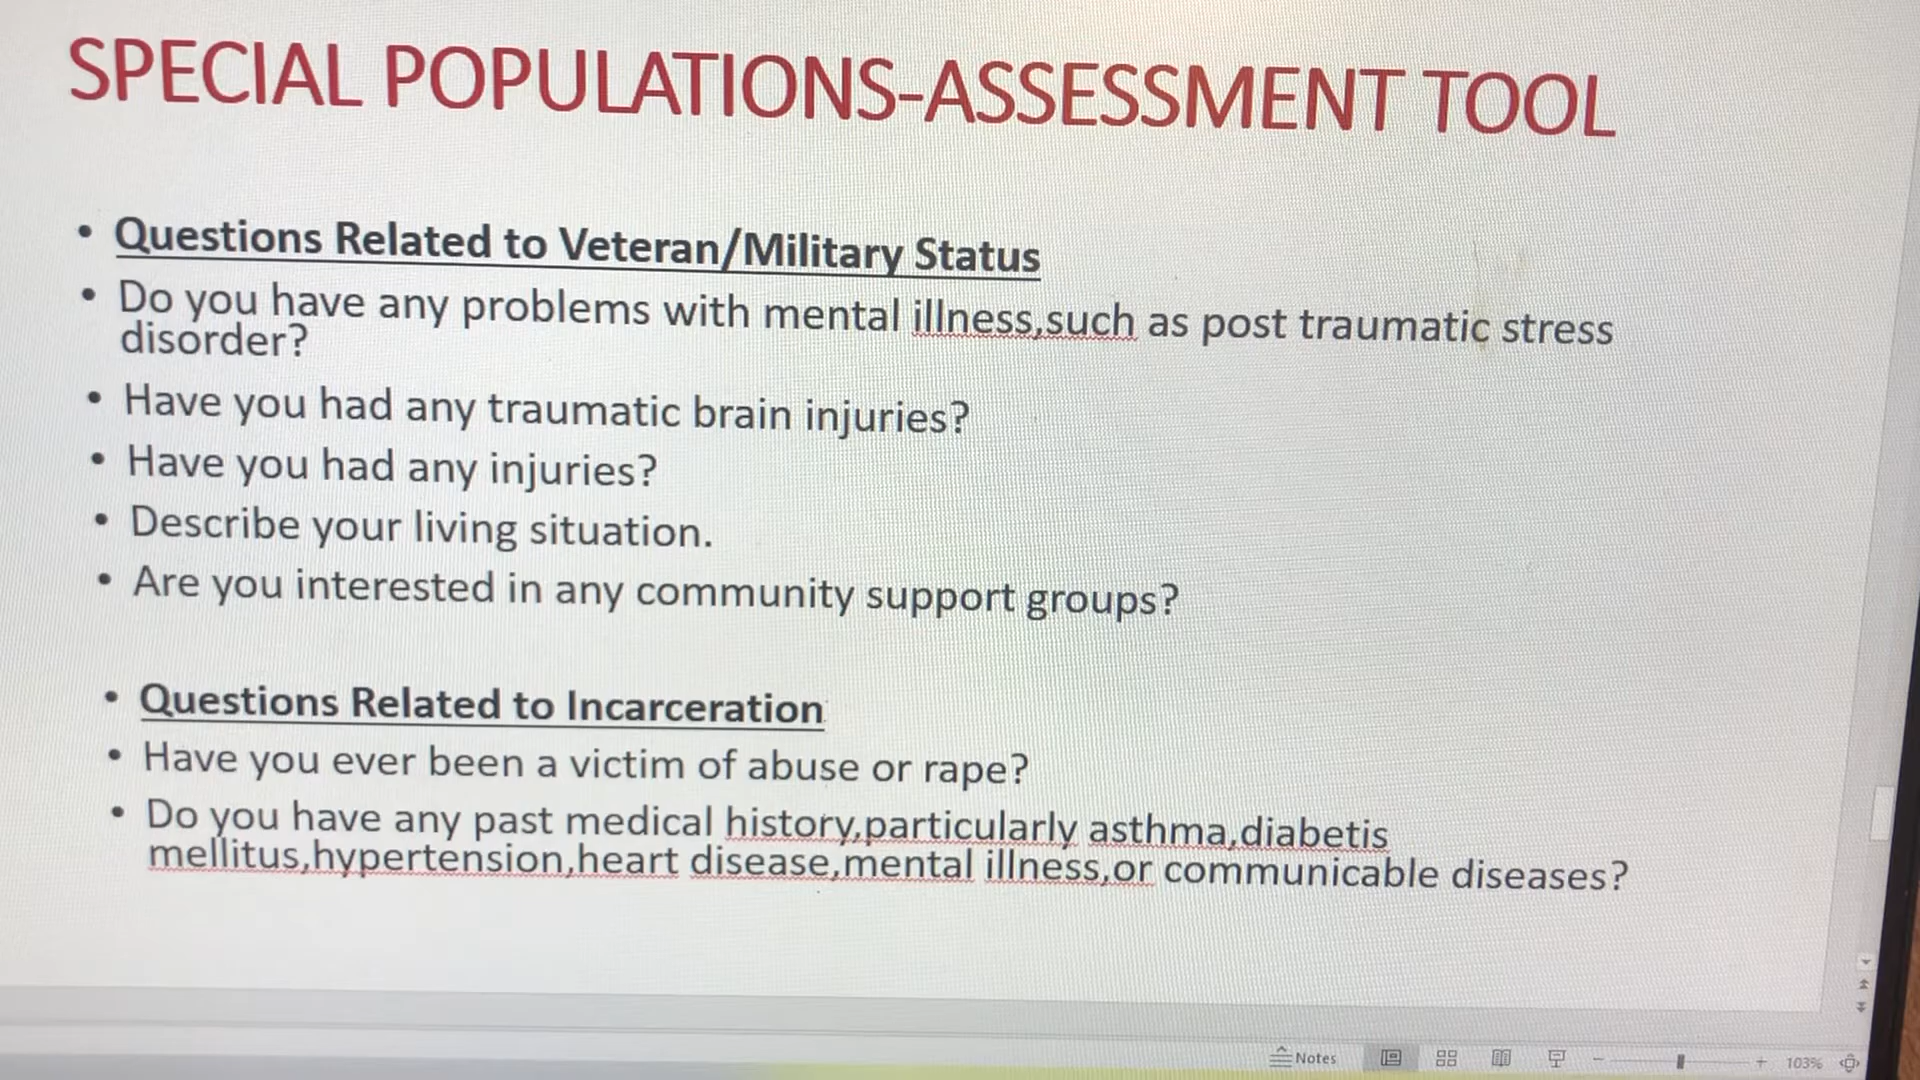 SPECIAL POPULATIONS-ASSESSMENT TOOL
• Questions Related to Veteran/Military Status
• Do you have any problems with mental illness,such as post traumatic stress
disorder?
• Have you had any traumatic brain injuries?
• Have you had any injuries?
• Describe your living situation.
• Are you interested in any community support groups?
• Questions Related to Incarceration
• Have you ever been a victim of abuse or rape?
• Do you have any past medical history,particularly asthma,diabetis
mellitus,hypertension,heart disease,mental illness,or communicable diseases?
Notes
103%